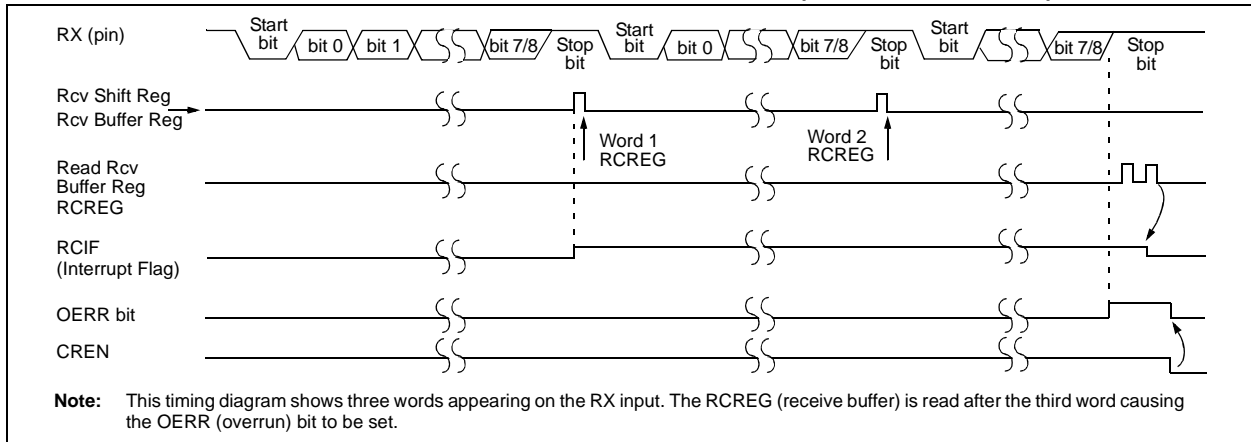 RX (pin)
Start
bit
bit 0
bit 1
bit 7/8
Stop
bit
Start
bit
bit 0
bit 7/8
Stop
bit
Start
bit
bit 7/8
Stop
bit
Rcv Shift Reg
Rcv Buffer Reg
Word 1
RCREG
Word 2
RCREG
Read Rcv
Buffer Reg
RCREG
RCIF
(Interrupt Flag)
OERR bit
CREN
Note: This timing diagram shows three words appearing on the RX input. The RCREG (receive buffer) is read after the third word causing
the OERR (overrun) bit to be set.